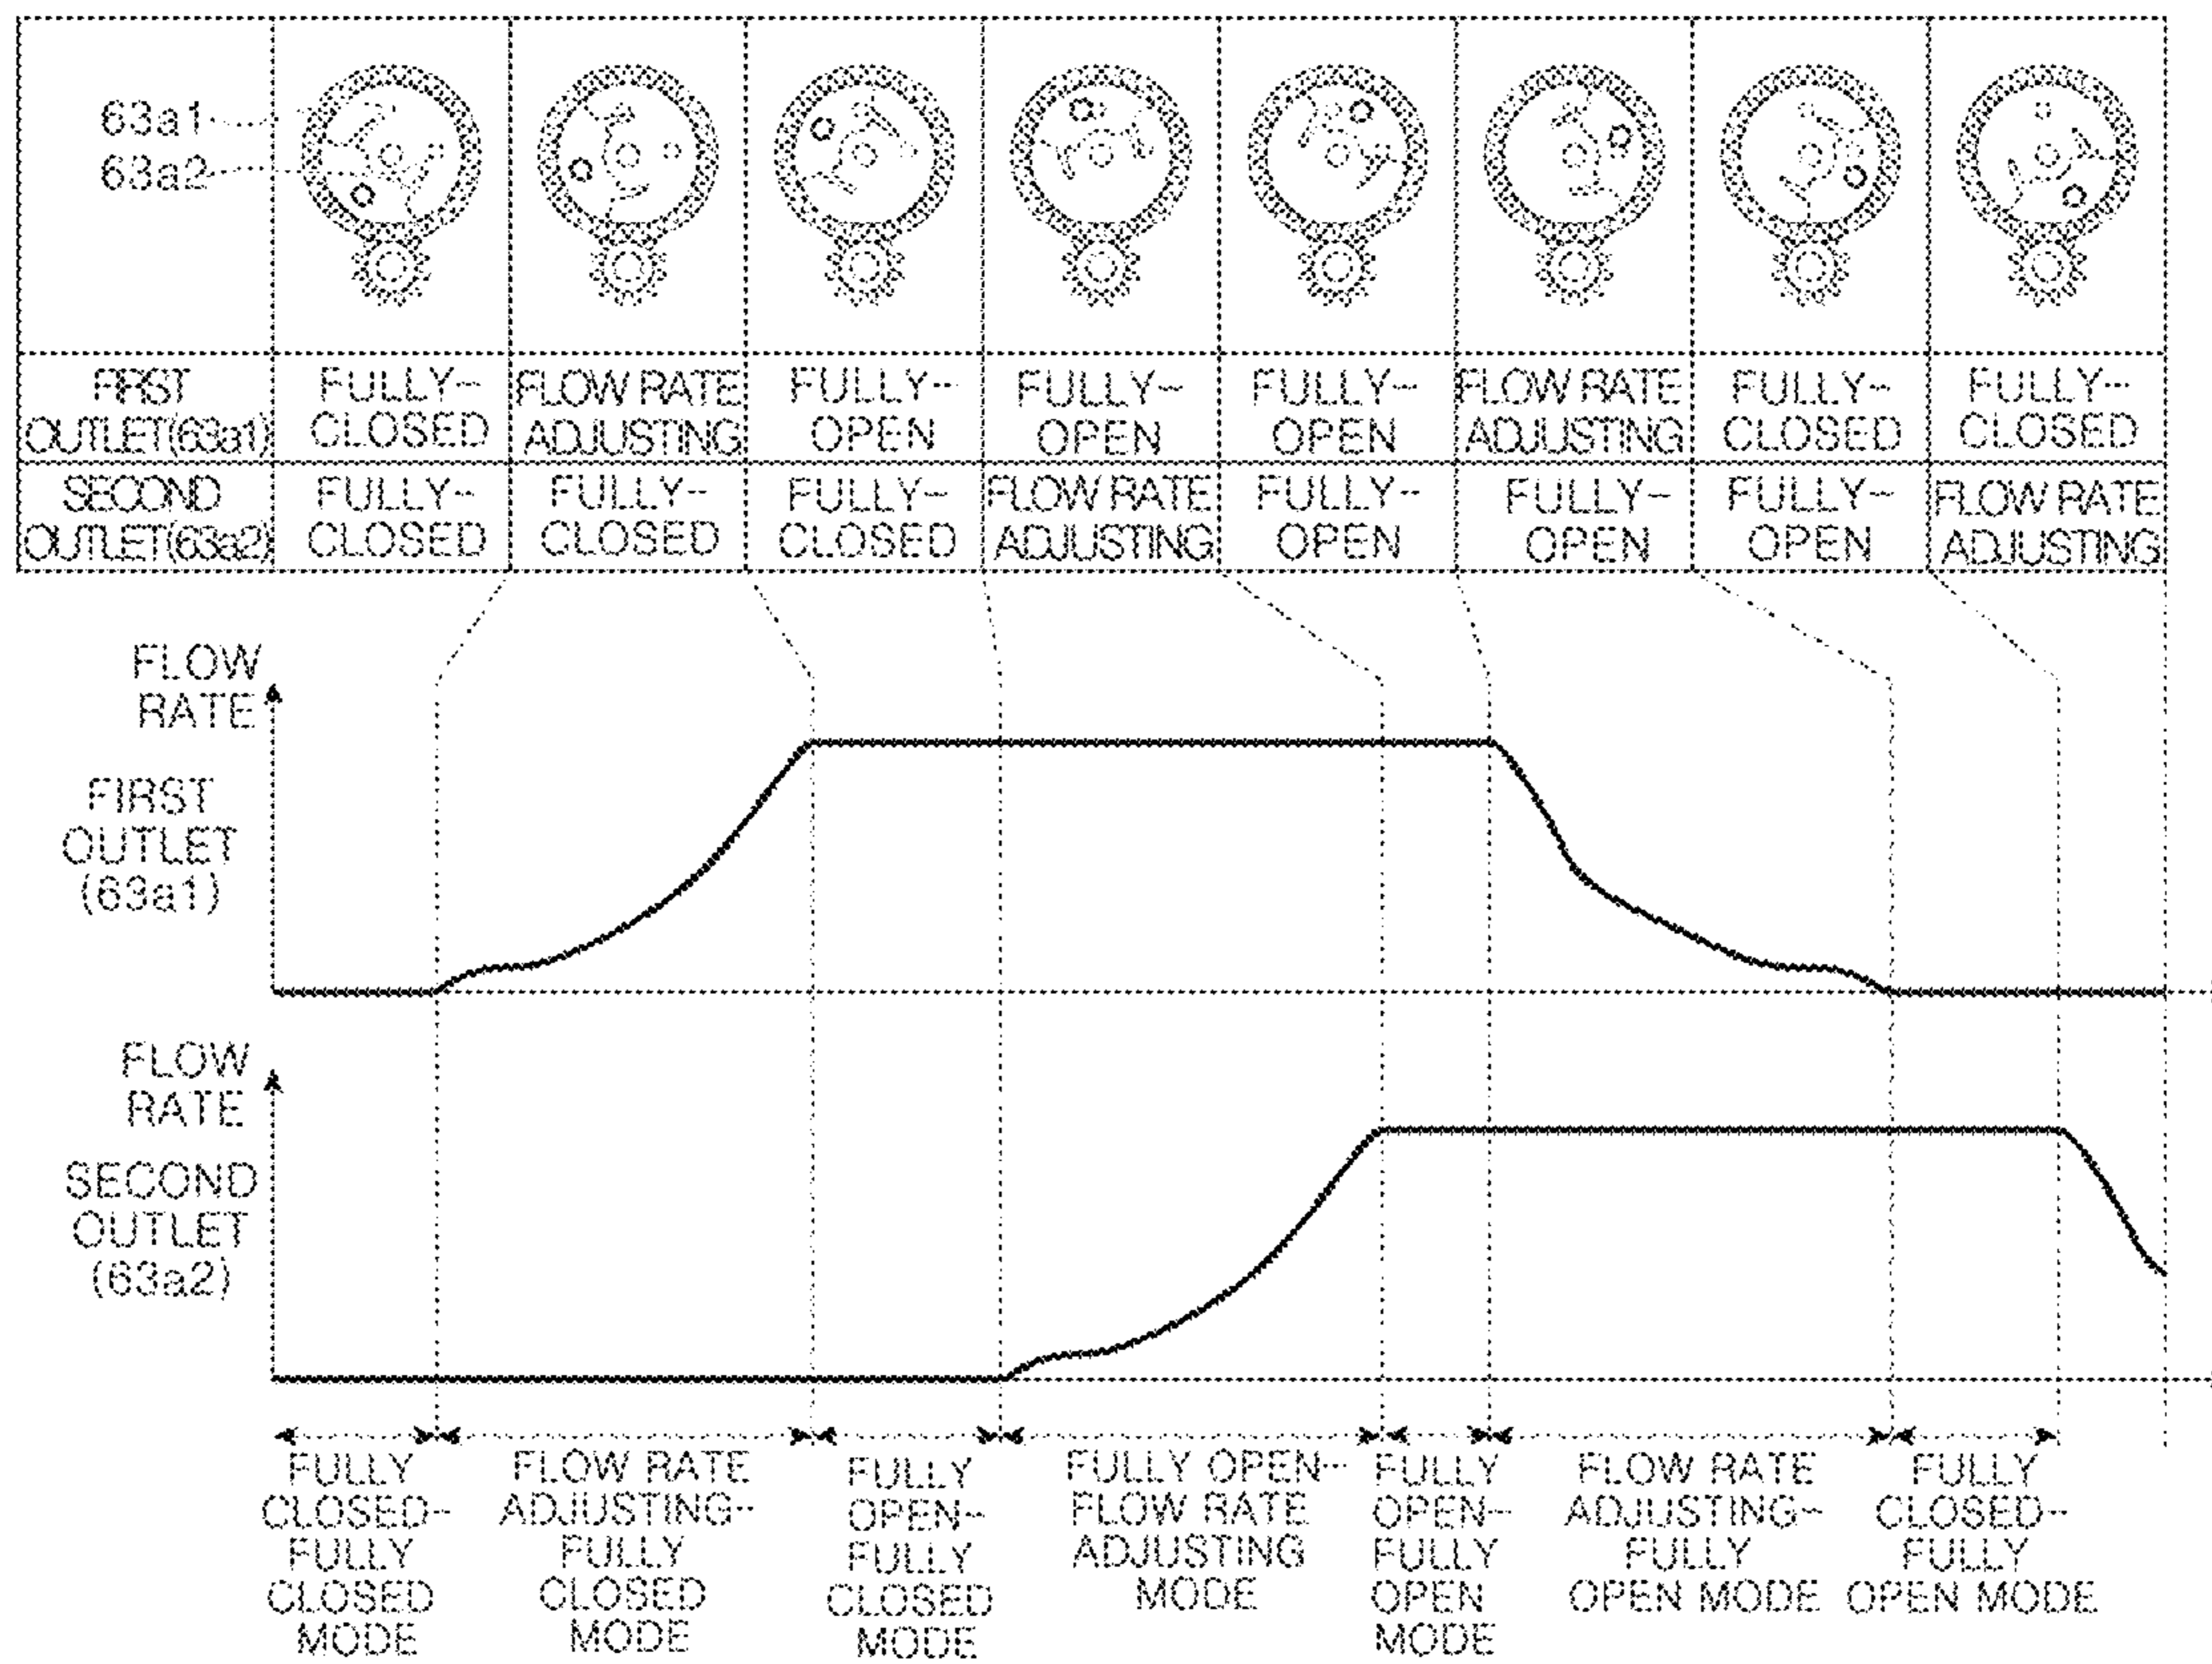 63a1
63a2
FIRST OUTLET(63a1)
FULLY-CLOSED
FLOW RATE ADJUSTING
FULLY-OPEN
FULLY-OPEN
FULLY-OPEN
FLOW RATE ADJUSTING
FULLY-CLOSED
FULLY-CLOSED
SECOND OUTLET(63a2)
FULLY-CLOSED
FULLY-CLOSED
FULLY-CLOSED
FLOW RATE ADJUSTING
FULLY-OPEN
FULLY-OPEN
FULLY-OPEN
FLOW RATE ADJUSTING
FLOW
RATE
FIRST
OUTLET
(63a1)
FLOW
RATE
SECOND
OUTLET
(63a2)
FULLY
CLOSED-
FULLY
CLOSED
MODE
FLOW RATE
ADJUSTING-
FULLY
CLOSED
MODE
FULLY
OPEN-
FULLY
CLOSED
MODE
FULLY OPEN-
FLOW RATE
ADJUSTING
MODE
FULLY
OPEN-
FULLY
OPEN
MODE
FLOW RATE
ADJUSTING-
FULLY
OPEN MODE
FULLY
CLOSED-
FULLY
OPEN MODE